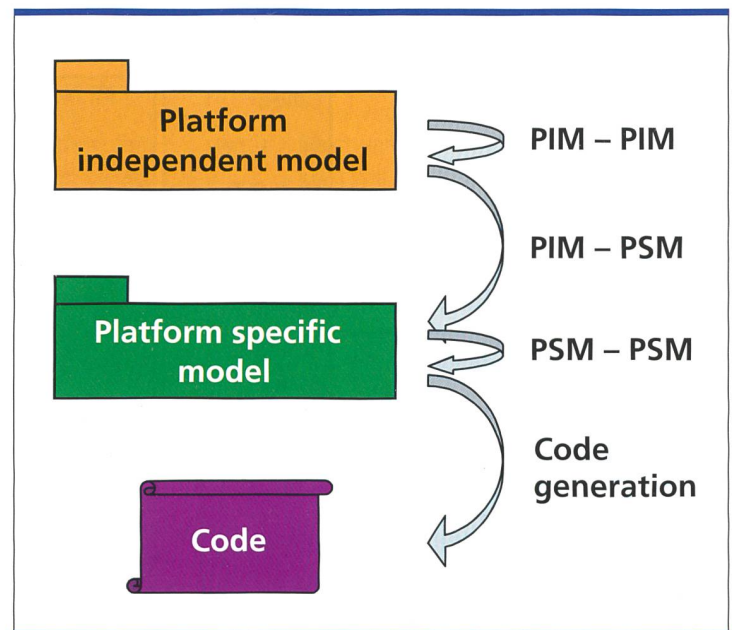 Platform
independent model
PIM – PIM
PIM – PSM
Platform specific
model
PSM – PSM
Code
generation
Code